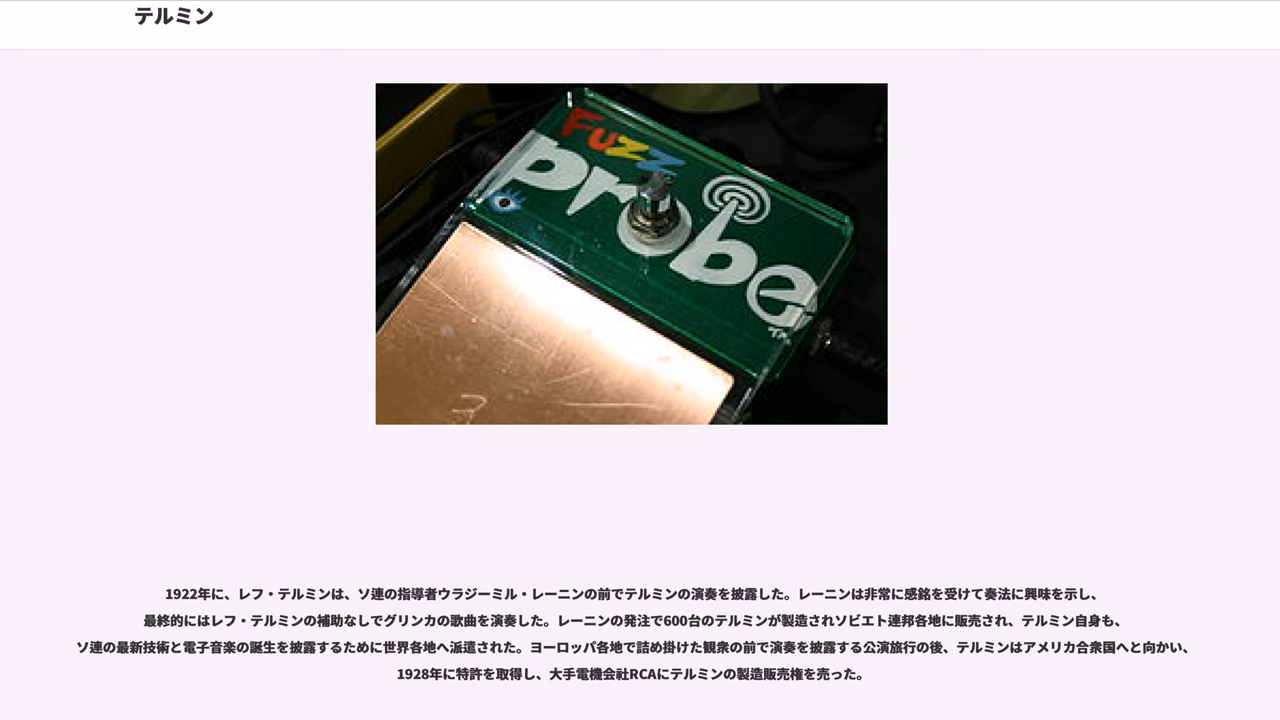 テルミン
Fuzz
probe
1922年に、レフ・テルミンは、ソ連の指導者ウラジーミル・レーニンの前でテルミンの演奏を披露した。レーニンは非常に感銘を受けて奏法に興味を示し、
最終的にはレフ・テルミンの補助なしでグリンカの歌曲を演奏した。レーニンの発注で600台のテルミンが製造されソビエト連邦各地に販売され、テルミン自身も、
ソ連の最新技術と電子音楽の誕生を披露するために世界各地へ派遣された。ヨーロッパ各地で詰め掛けた観衆の前で演奏を披露する公演旅行の後、テルミンはアメリカ合衆国へと向かい、
1928年に特許を取得し、大手電機会社RCAにテルミンの製造販売権を売った。